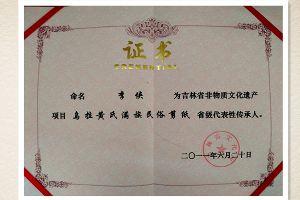 证书
命名 李侠 为吉林省非物质文化遗产
项目 乌拉黄氏满族民俗剪纸 省级代表性传承人。
二〇一一年六月二十日